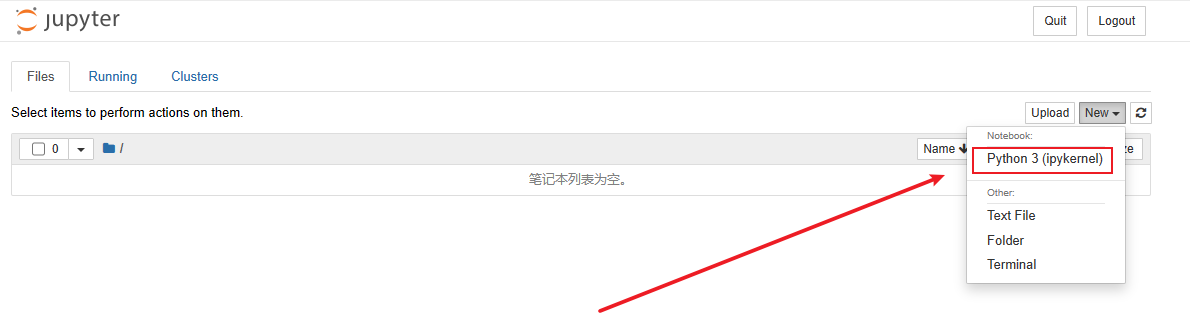 jupyter
Quit
Logout
Files
Running
Clusters
Select items to perform actions on them.
Upload
New
0
/
Name
ze
Notebook:
Python 3 (ipykernel)
Other:
Text File
Folder
Terminal
笔记本列表为空。